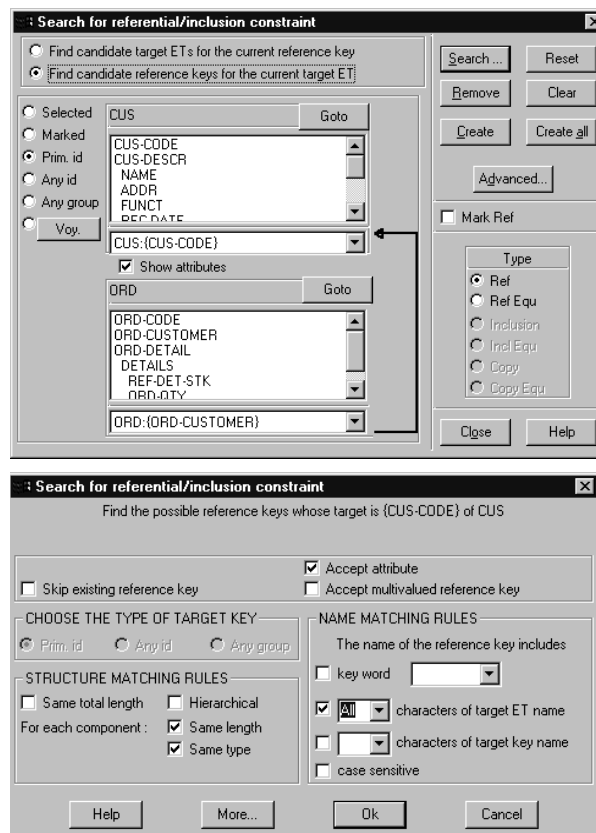 Search for referential/inclusion constraint
Find candidate target ETs for the current reference key
Find candidate reference keys for the current target ET
Search ...
Reset
Remove
Clear
Create
Create all
Advanced...
Mark Ref
Type
Ref
Ref Equ
Inclusion
Incl Equ
Copy
Copy Equ
Close
Help
Selected
Marked
Prim. id
Any id
Any group
Voy.
CUS
Goto
CUS-CODE
CUS-DESCR
NAME
ADDR
FUNCT
REC-DATE
CUS:{CUS-CODE}
Show attributes
ORD
Goto
ORD-CODE
ORD-CUSTOMER
ORD-DETAIL
DETAILS
REF-DET-STK
ORD-QTY
ORD:{ORD-CUSTOMER}
Search for referential/inclusion constraint
Find the possible reference keys whose target is {CUS-CODE} of CUS
Accept attribute
Skip existing reference key
Accept multivalued reference key
CHOOSE THE TYPE OF TARGET KEY
Prim. id
Any id
Any group
STRUCTURE MATCHING RULES
Same total length
Hierarchical
For each component :
Same length
Same type
NAME MATCHING RULES
The name of the reference key includes
key word
All
characters of target ET name
characters of target key name
case sensitive
Help
More...
Ok
Cancel